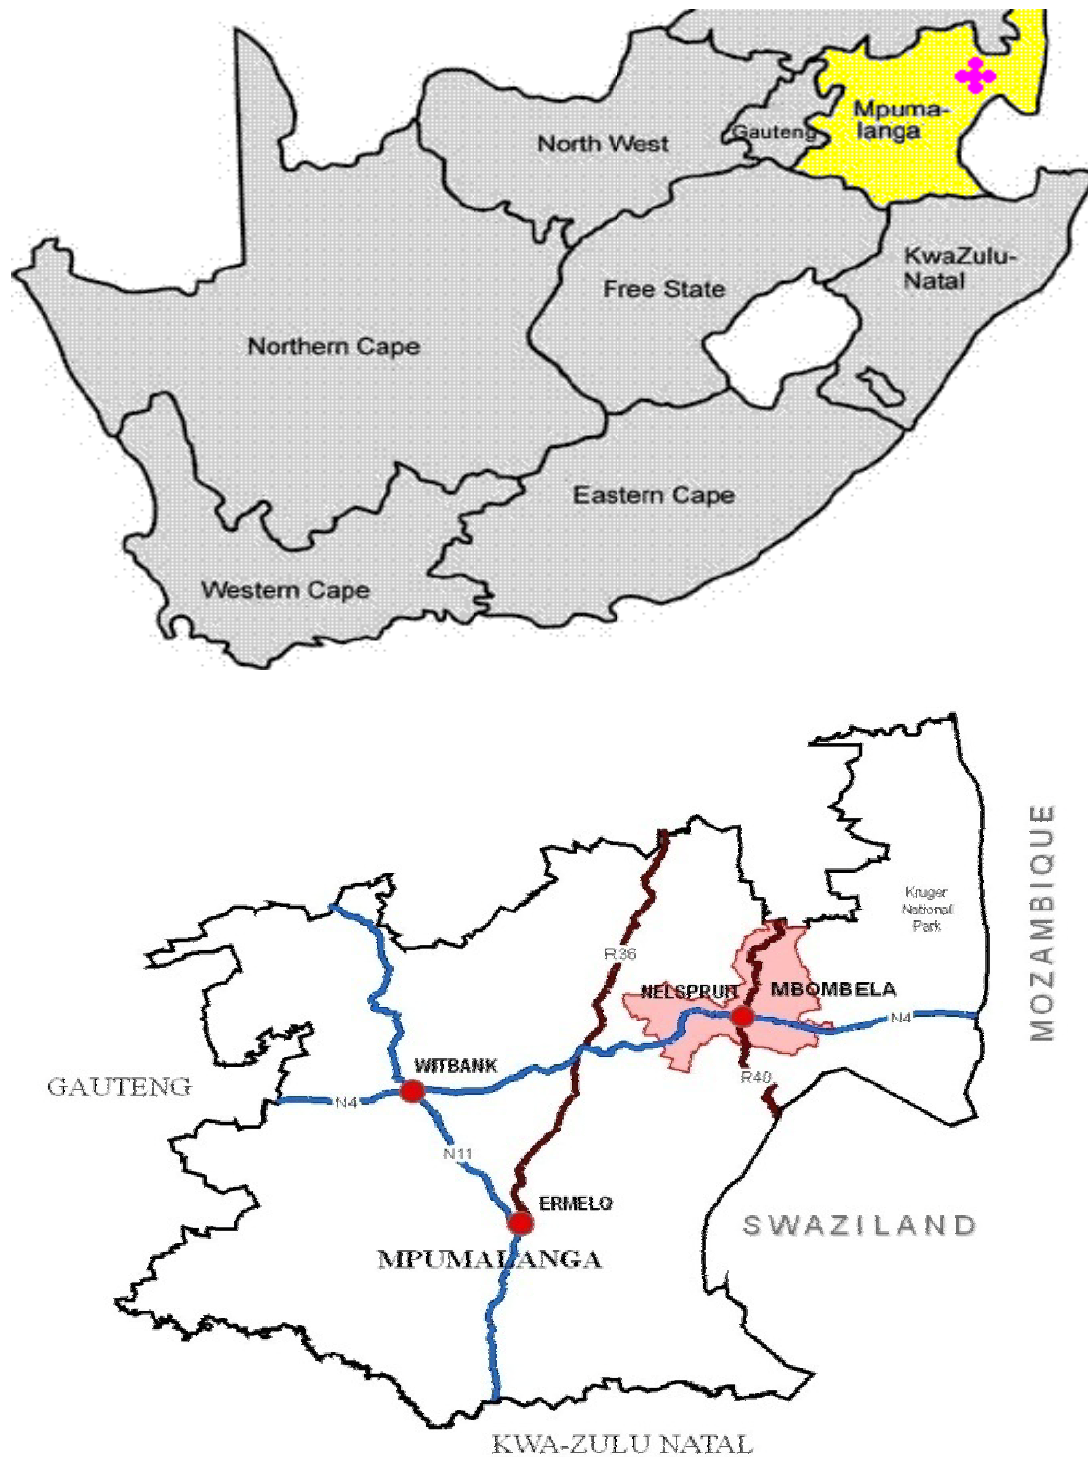 Mpuma-
langa
Gauteng
North West
KwaZulu-
Natal
Free State
Northern Cape
Eastern Cape
Western Cape
MOZAMBIQUE
Kruger
National
Park
R36
NELSPRUIT
MBOMBELA
N4
WITBANK
R40
GAUTENG
N4
N11
ERMELO
SWAZILAND
MPUMALANGA
KWA-ZULU NATAL